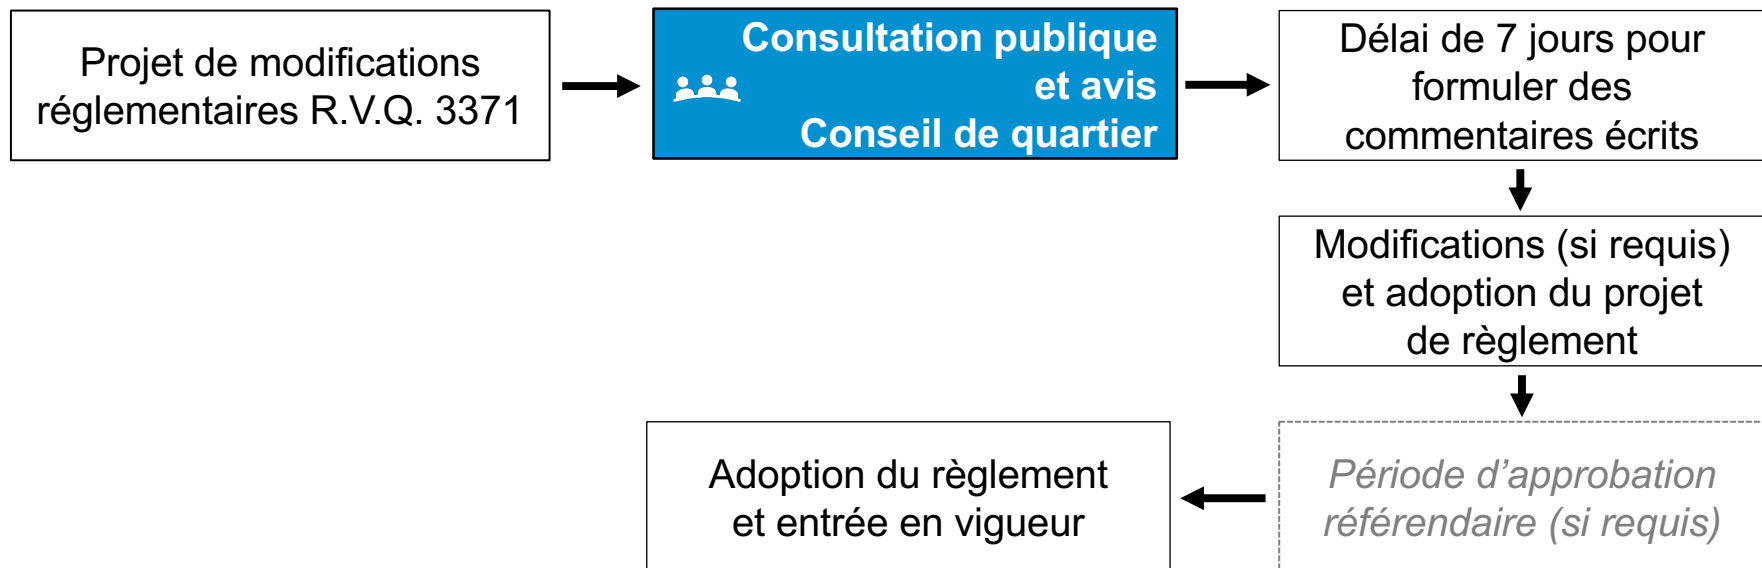 Projet de modifications
réglementaires R.V.Q. 3371
Consultation publique
et avis
Conseil de quartier
Délai de 7 jours pour
formuler des
commentaires écrits
Modifications (si requis)
et adoption du projet
de règlement
Période d’approbation
référendaire (si requis)
Adoption du règlement
et entrée en vigueur